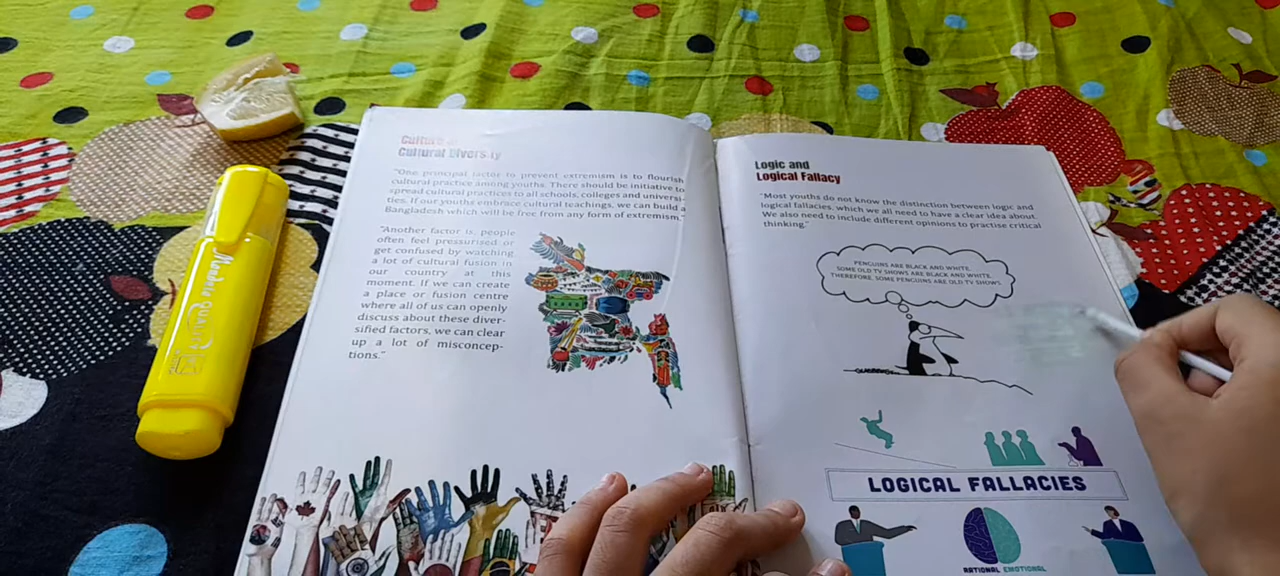 Culture &
Cultural Diversity
"One principal factor to prevent extremism is to flourish
cultural practice among youths. There should be initiative to
spread cultural practices to all schools, colleges and universi-
ties. If our youths embrace cultural teachings, we can build a
Bangladesh which will be free from any form of extremism."
"Another factor is, people
often feel pressurised or
get confused by watching
a lot of cultural fusion in
our country at this
moment. If we can create
a place or fusion centre
where all of us can openly
discuss about these diver-
sified factors, we can clear
up a lot of misconcep-
tions."
Logic and
Logical Fallacy
"Most youths do not know the distinction between logic and
logical fallacies, which we all need to have a clear idea about.
We also need to include different opinions to practise critical
thinking."
PENGUINS ARE BLACK AND WHITE.
SOME OLD TV SHOWS ARE BLACK AND WHITE.
THEREFORE, SOME PENGUINS ARE OLD TV SHOWS.
LOGICAL FALLACIES
RATIONAL EMOTIONAL